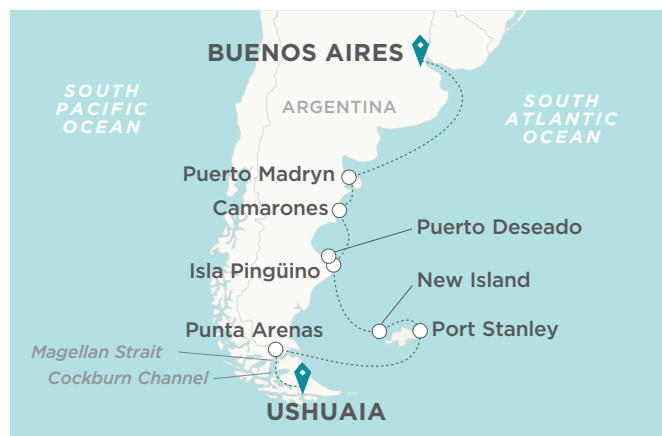 BUENOS AIRES
SOUTH
PACIFIC
OCEAN
ARGENTINA
SOUTH
ATLANTIC
OCEAN
Puerto Madryn
Camarones
Puerto Deseado
Isla Pingüino
New Island
Punta Arenas
Port Stanley
Magellan Strait
Cockburn Channel
USHUAIA